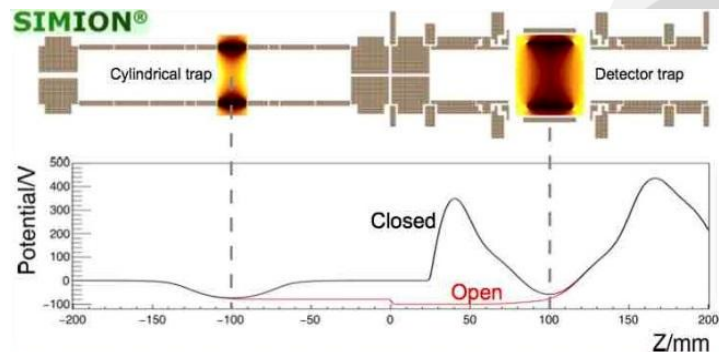 SIMION®
Cylindrical trap
Detector trap
Potential/V
500
400
300
200
100
0
-100
Closed
Open
-200
-150
-100
-50
0
50
100
150
200
Z/mm